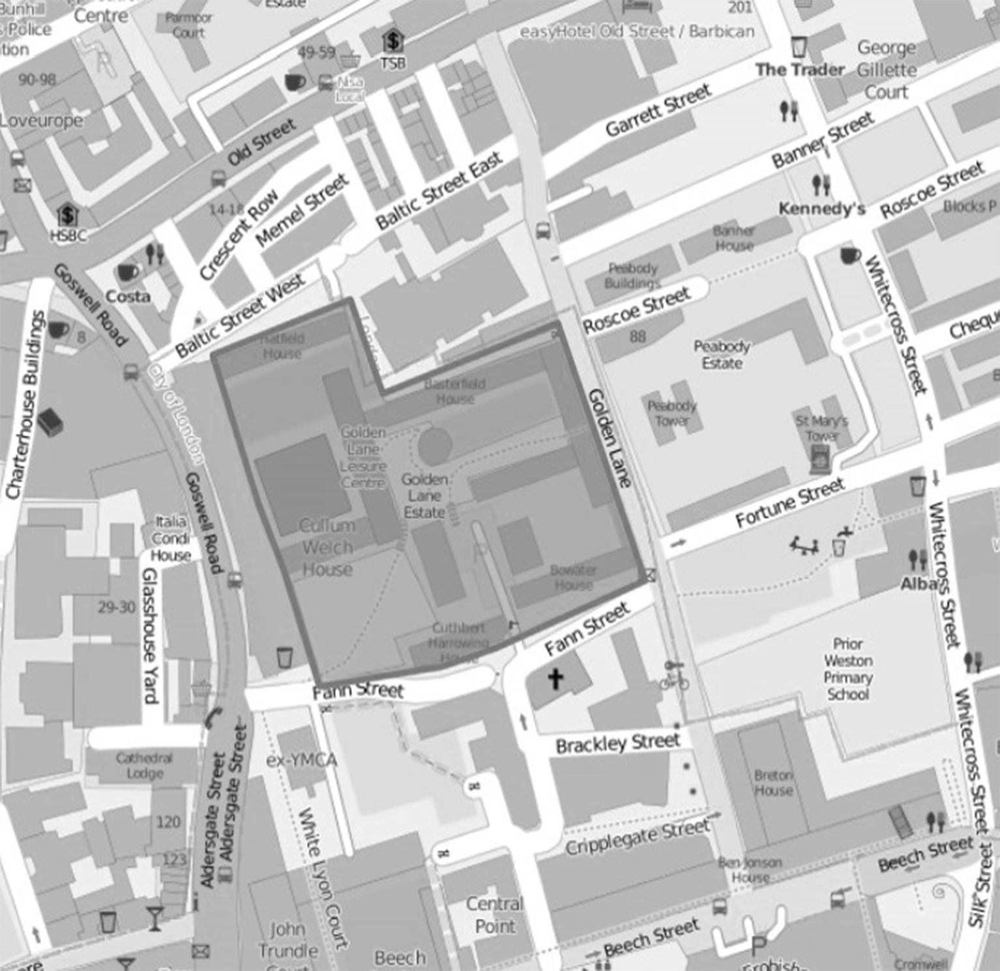 Bunhill
Police
Centre
Estate
Parmoor
Court
201
easyHotel Old Street / Barbican
49-59
TSB
Nisa
Local
The Trader
George
Gillette
Court
90-98
Loveurope
Garrett Street
Old Street
Banner Street
Baltic Street East
Memel Street
Crescent Row
14-18
HSBC
Kennedy's
Roscoe Street
Blocks P
Banner
House
Peabody
Buildings
Costa
Goswell Road
Baltic Street West
Roscoe Street
Whitecross Street
Charterhouse Buildings
8
Hatfield
House
88
Peabody
Estate
City of London
Basterfield
House
Golden Lane
Peabody
Tower
St Mary's
Tower
Golden
Lane
Leisure
Centre
Golden
Lane
Estate
Goswell Road
Fortune Street
Whitecross Street
Italia
Condi
House
Cullum
Welch
House
Bowater
House
Alba
Glasshouse Yard
29-30
Cuthbert
Harrowing
House
Fann Street
Fann Street
Prior
Weston
Primary
School
Whitecross Street
Brackley Street
ex-YMCA
Cathedral
Lodge
Aldersgate Street
Aldersgate Street
Breton
House
White Lyon Court
120
123
Cripplegate Street
Ben Jonson
House
Beech Street
Silk Street
Central
Point
Beech Street
John
Trundle
Court
Beech
P
Cromwell